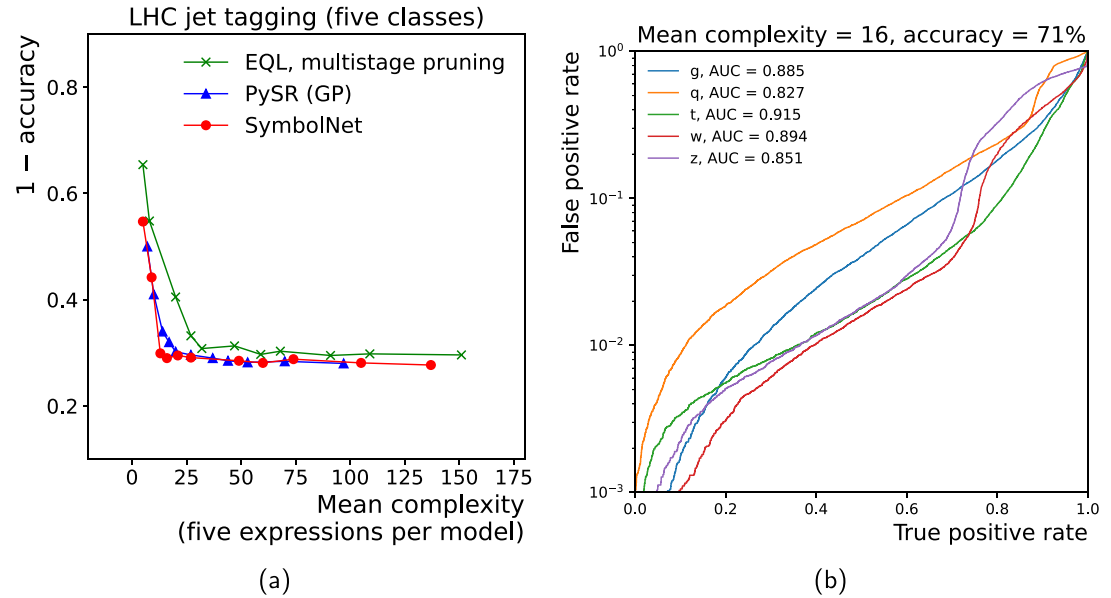 LHC jet tagging (five classes)
1 − accuracy
0.8
0.6
0.4
0.2
EQL, multistage pruning
PySR (GP)
SymbolNet
0 25 50 75 100 125 150 175
Mean complexity
(five expressions per model)
(a)
Mean complexity = 16, accuracy = 71%
False positive rate
10⁰
10⁻¹
10⁻²
10⁻³
g, AUC = 0.885
q, AUC = 0.827
t, AUC = 0.915
w, AUC = 0.894
z, AUC = 0.851
0.0 0.2 0.4 0.6 0.8 1.0
True positive rate
(b)